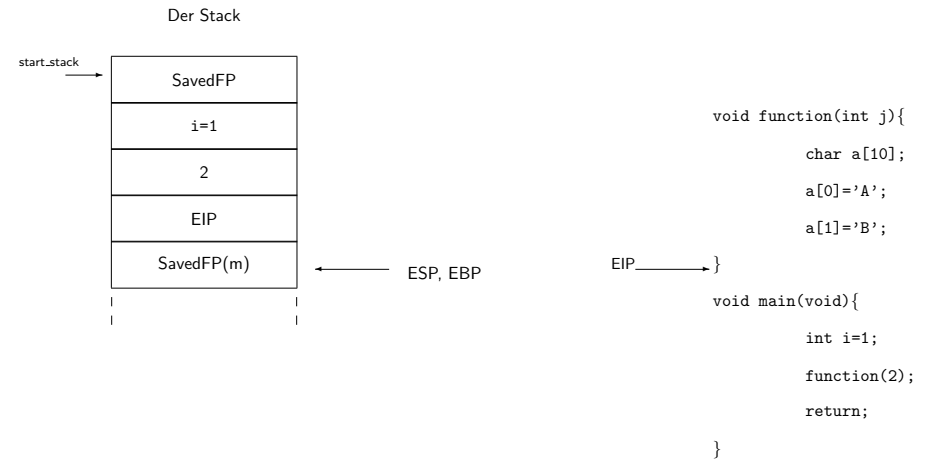 Der Stack
start_stack
SavedFP
i=1
2
EIP
SavedFP(m)
ESP, EBP
void function(int j){
char a[10];
a[0]='A';
a[1]='B';
EIP
}
void main(void){
int i=1;
function(2);
return;
}